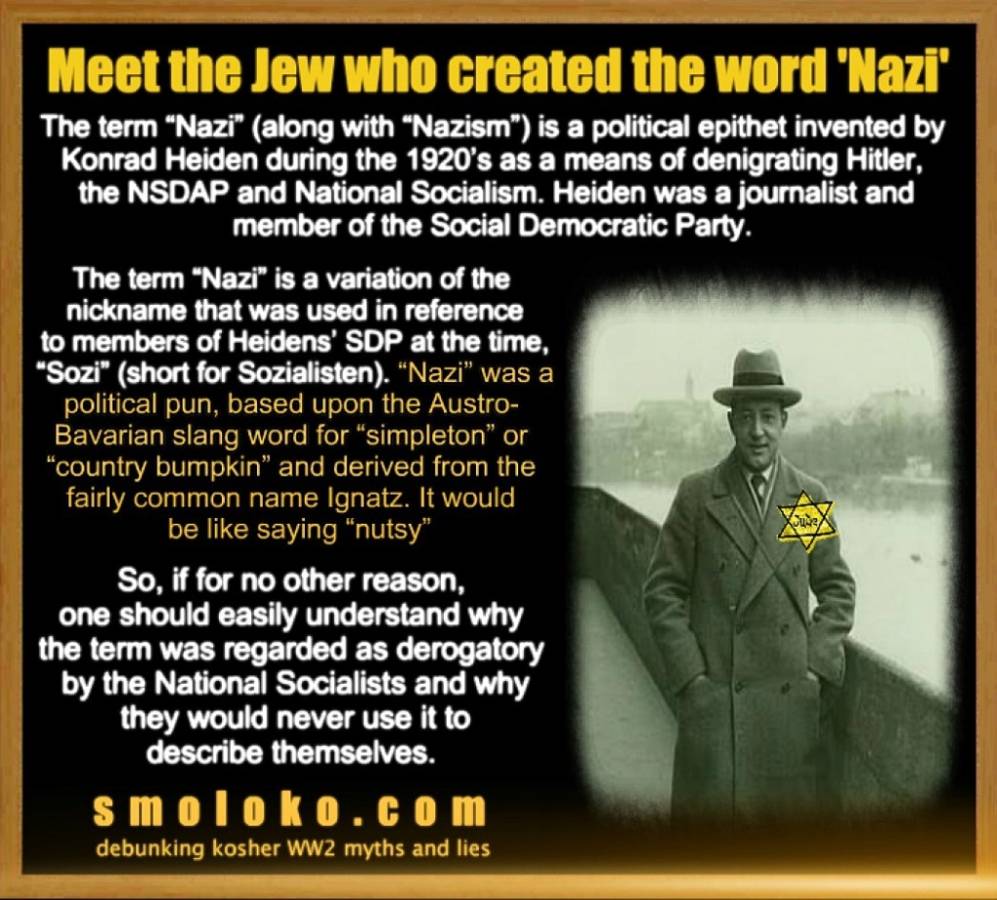 Meet the Jew who created the word 'Nazi'
The term “Nazi” (along with “Nazism”) is a political epithet invented by
Konrad Heiden during the 1920’s as a means of denigrating Hitler,
the NSDAP and National Socialism. Heiden was a journalist and
member of the Social Democratic Party.
The term “Nazi” is a variation of the
nickname that was used in reference
to members of Heidens’ SDP at the time,
“Sozi” (short for Sozialisten). “Nazi” was a
political pun, based upon the Austro-
Bavarian slang word for “simpleton” or
“country bumpkin” and derived from the
fairly common name Ignatz. It would
be like saying “nutsy”
Jude
So, if for no other reason,
one should easily understand why
the term was regarded as derogatory
by the National Socialists and why
they would never use it to
describe themselves.
smoloko.com
debunking kosher WW2 myths and lies